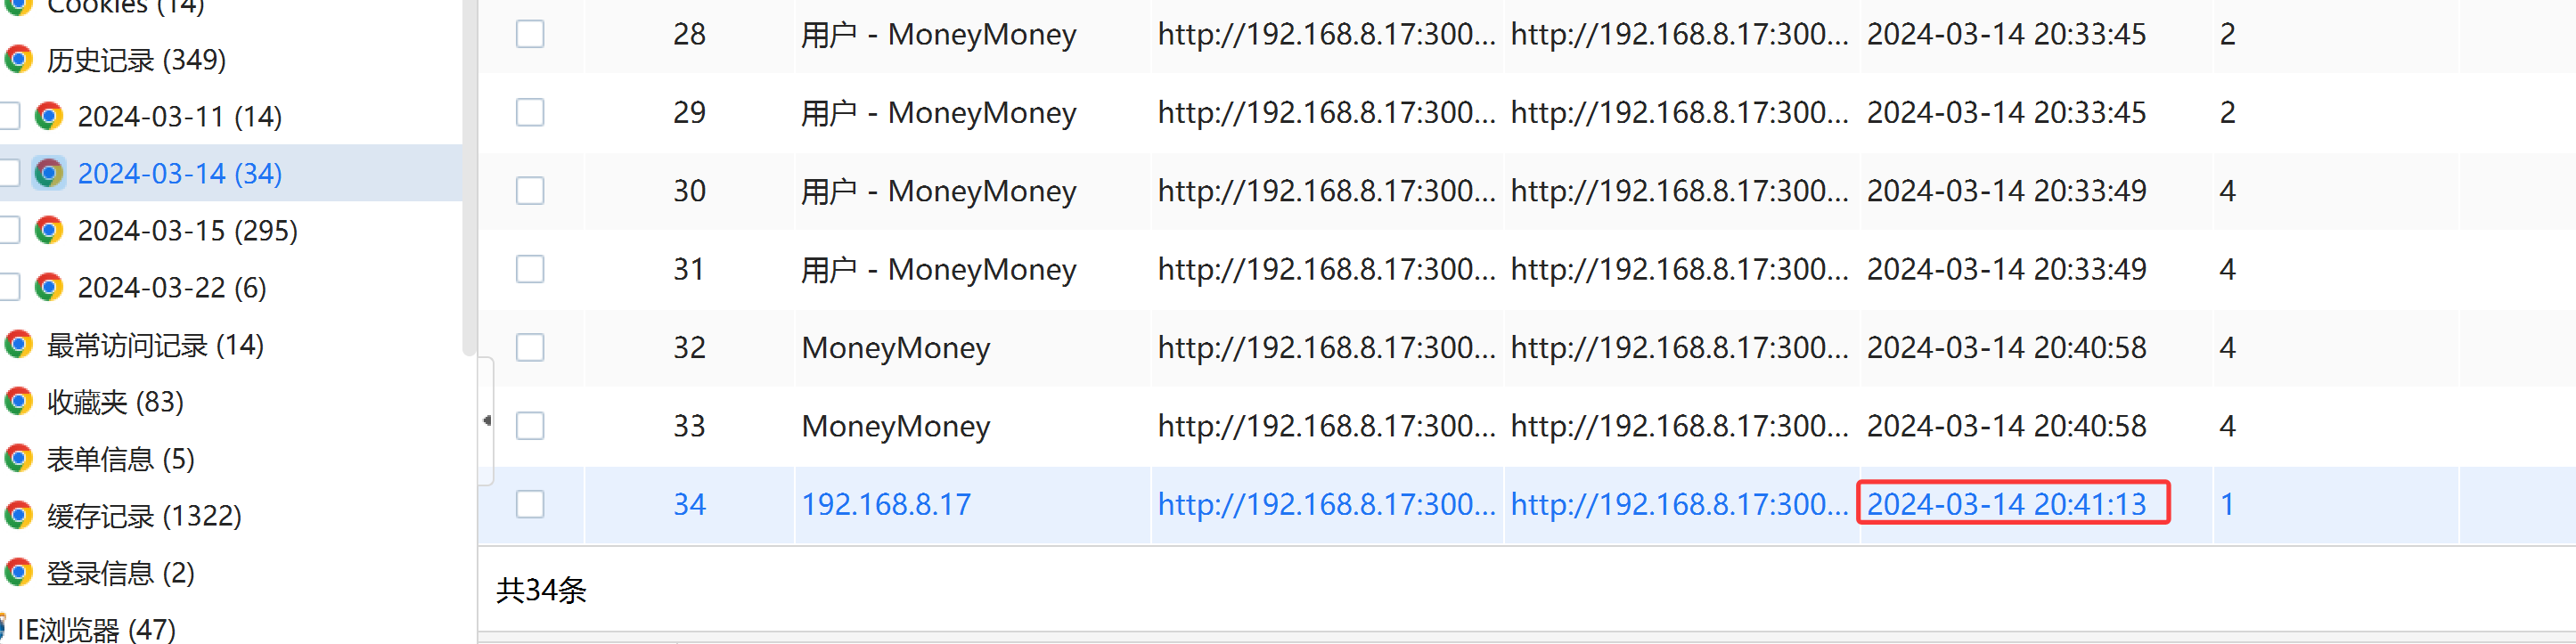 Cookies (14)
历史记录 (349)
2024-03-11 (14)
2024-03-14 (34)
2024-03-15 (295)
2024-03-22 (6)
最常访问记录 (14)
收藏夹 (83)
表单信息 (5)
缓存记录 (1322)
登录信息 (2)
IE浏览器 (47)
28 用户 - MoneyMoney http://192.168.8.17:300... http://192.168.8.17:300... 2024-03-14 20:33:45 2
29 用户 - MoneyMoney http://192.168.8.17:300... http://192.168.8.17:300... 2024-03-14 20:33:45 2
30 用户 - MoneyMoney http://192.168.8.17:300... http://192.168.8.17:300... 2024-03-14 20:33:49 4
31 用户 - MoneyMoney http://192.168.8.17:300... http://192.168.8.17:300... 2024-03-14 20:33:49 4
32 MoneyMoney http://192.168.8.17:300... http://192.168.8.17:300... 2024-03-14 20:40:58 4
33 MoneyMoney http://192.168.8.17:300... http://192.168.8.17:300... 2024-03-14 20:40:58 4
34 192.168.8.17 http://192.168.8.17:300... http://192.168.8.17:300... 2024-03-14 20:41:13 1
共34条